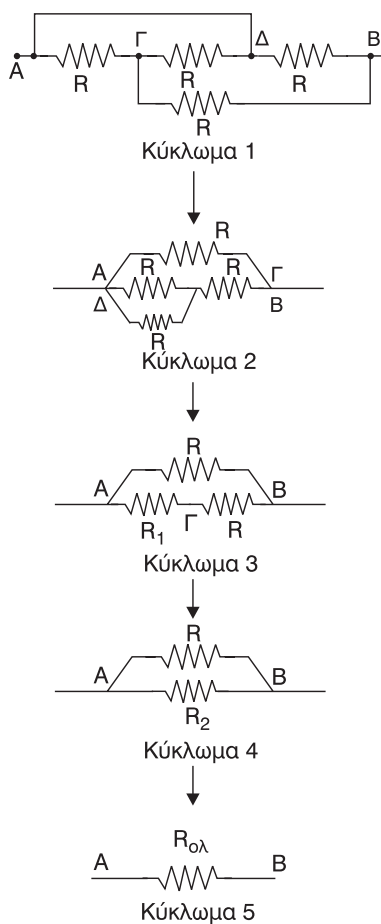 Γ Δ B
A R R R
R
Κύκλωμα 1
R
A R R Γ
Δ B
R
Κύκλωμα 2
R
A B
R₁ Γ R
Κύκλωμα 3
R
A B
R₂
Κύκλωμα 4
A Rολ B
Κύκλωμα 5